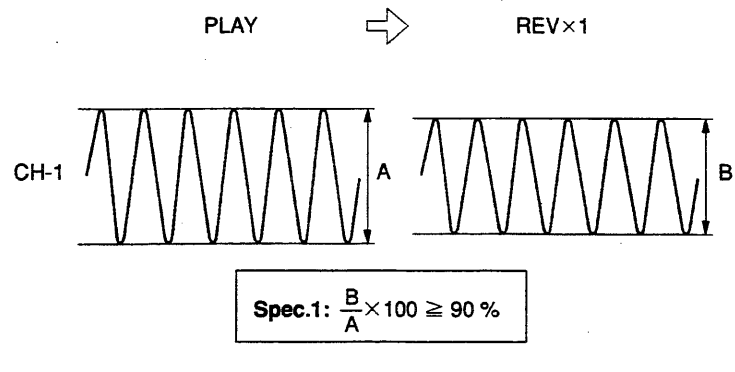 PLAY ⇨ REV×1
CH-1 A B
Spec.1: B/A ×100 ≧ 90 %